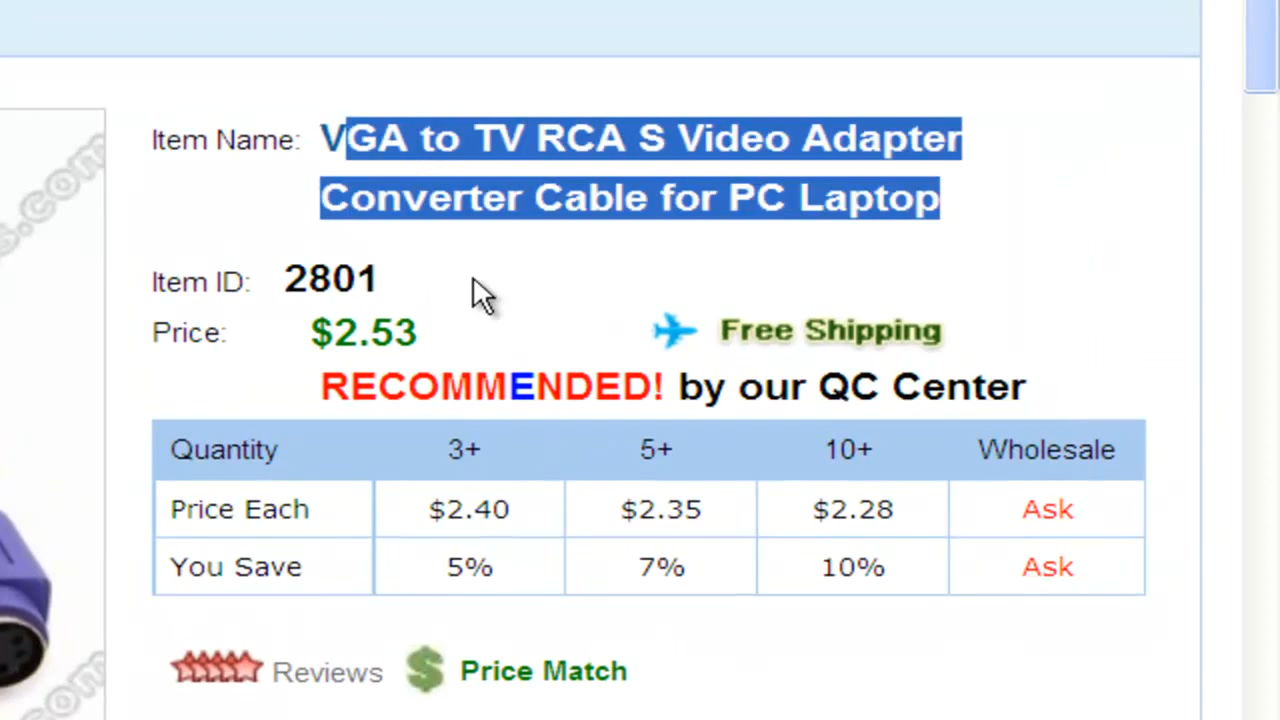 Item Name: VGA to TV RCA S Video Adapter
Converter Cable for PC Laptop
Item ID: 2801
Price: $2.53 Free Shipping
RECOMMENDED! by our QC Center
Quantity 3+ 5+ 10+ Wholesale
Price Each $2.40 $2.35 $2.28 Ask
You Save 5% 7% 10% Ask
Reviews $ Price Match
s.com
com